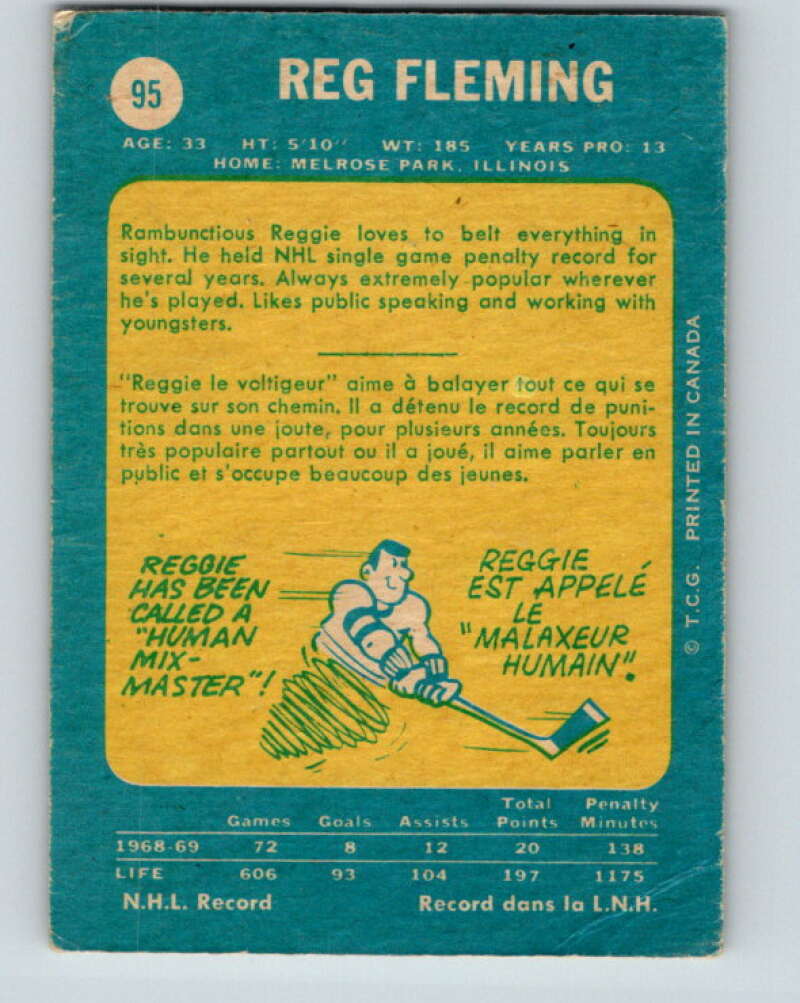 95
REG FLEMING
AGE: 33 HT: 5'10" WT: 185 YEARS PRO: 13
HOME: MELROSE PARK, ILLINOIS
Rambunctious Reggie loves to belt everything in
sight. He held NHL single game penalty record for
several years. Always extremely popular wherever
he's played. Likes public speaking and working with
youngsters.
"Reggie le voltigeur" aime à balayer tout ce qui se
trouve sur son chemin. Il a détenu le record de puni-
tions dans une joute, pour plusieurs années. Toujours
très populaire partout ou il a joué, il aime parler en
public et s'occupe beaucoup des jeunes.
REGGIE
HAS BEEN
CALLED A
"HUMAN
MIX-
MASTER"!
REGGIE
EST APPELÉ
LE
"MALAXEUR
HUMAIN".
© T.C.G. PRINTED IN CANADA
Games Goals Assists Total Points Penalty Minutes
1968-69 72 8 12 20 138
LIFE 606 93 104 197 1175
N.H.L. Record Record dans la L.N.H.